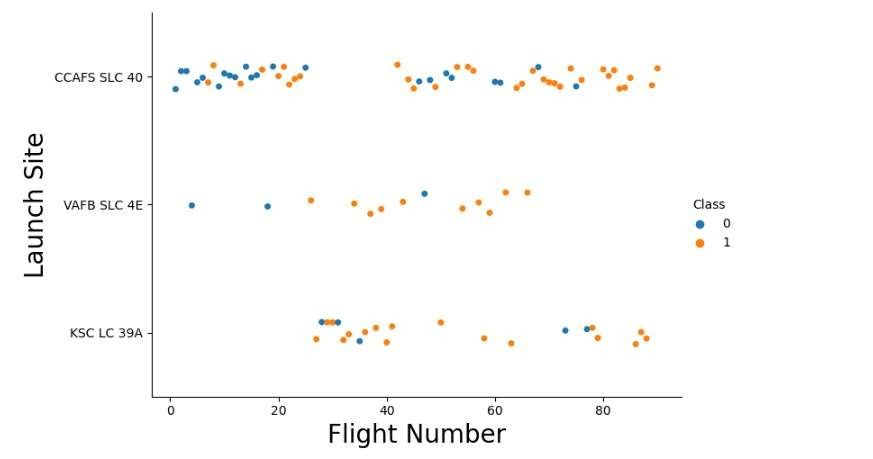 CCAFS SLC 40
VAFB SLC 4E
KSC LC 39A
Launch Site
0 20 40 60 80
Flight Number
Class
0
1